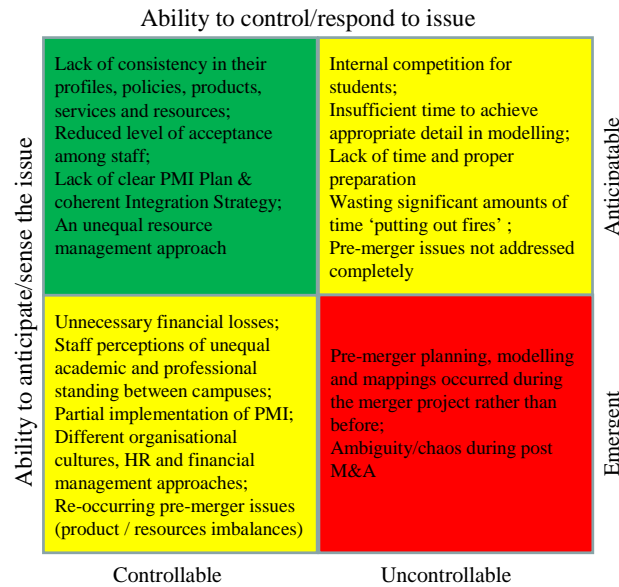 Ability to control/respond to issue
Ability to anticipate/sense the issue
Lack of consistency in their
profiles, policies, products,
services and resources;
Reduced level of acceptance
among staff;
Lack of clear PMI Plan &
coherent Integration Strategy;
An unequal resource
management approach
Internal competition for
students;
Insufficient time to achieve
appropriate detail in modelling;
Lack of time and proper
preparation
Wasting significant amounts of
time ‘putting out fires’ ;
Pre-merger issues not addressed
completely
Anticipatable
Unnecessary financial losses;
Staff perceptions of unequal
academic and professional
standing between campuses;
Partial implementation of PMI;
Different organisational
cultures, HR and financial
management approaches;
Re-occurring pre-merger issues
(product / resources imbalances)
Pre-merger planning, modelling
and mappings occurred during
the merger project rather than
before;
Ambiguity/chaos during post
M&A
Emergent
Controllable
Uncontrollable